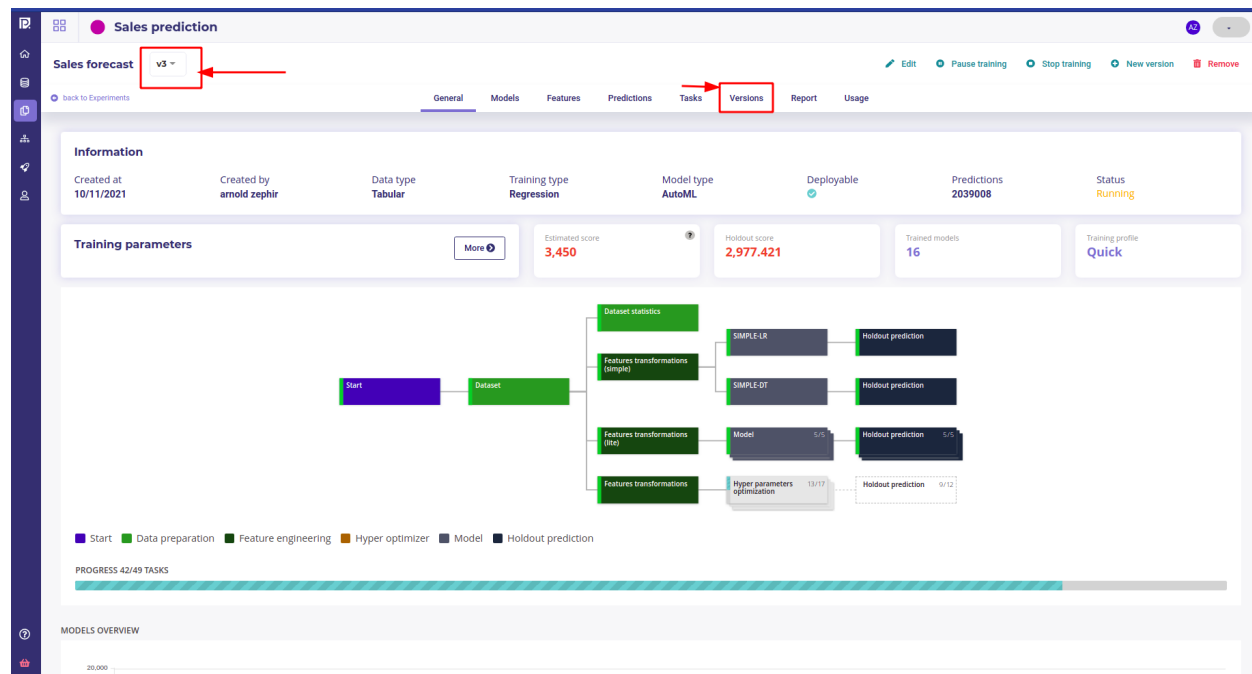 Sales prediction
AZ
Sales forecast
v3
Edit
Pause training
Stop training
New version
Remove
back to Experiments
General
Models
Features
Predictions
Tasks
Versions
Report
Usage
Information
Created at
10/11/2021
Created by
arnold zephir
Data type
Tabular
Training type
Regression
Model type
AutoML
Deployable
Predictions
2039008
Status
Running
Training parameters
More
Estimated score
?
3,450
Holdout score
2,977.421
Trained models
16
Training profile
Quick
Start
Dataset
Dataset statistics
Features transformations
(simple)
SIMPLE-LR
Holdout prediction
SIMPLE-DT
Holdout prediction
Features transformations
(lite)
Model 5/5
Holdout prediction 5/5
Features transformations
Hyper parameters 13/17
optimization
Holdout prediction 9/12
Start
Data preparation
Feature engineering
Hyper optimizer
Model
Holdout prediction
PROGRESS 42/49 TASKS
MODELS OVERVIEW
20,000